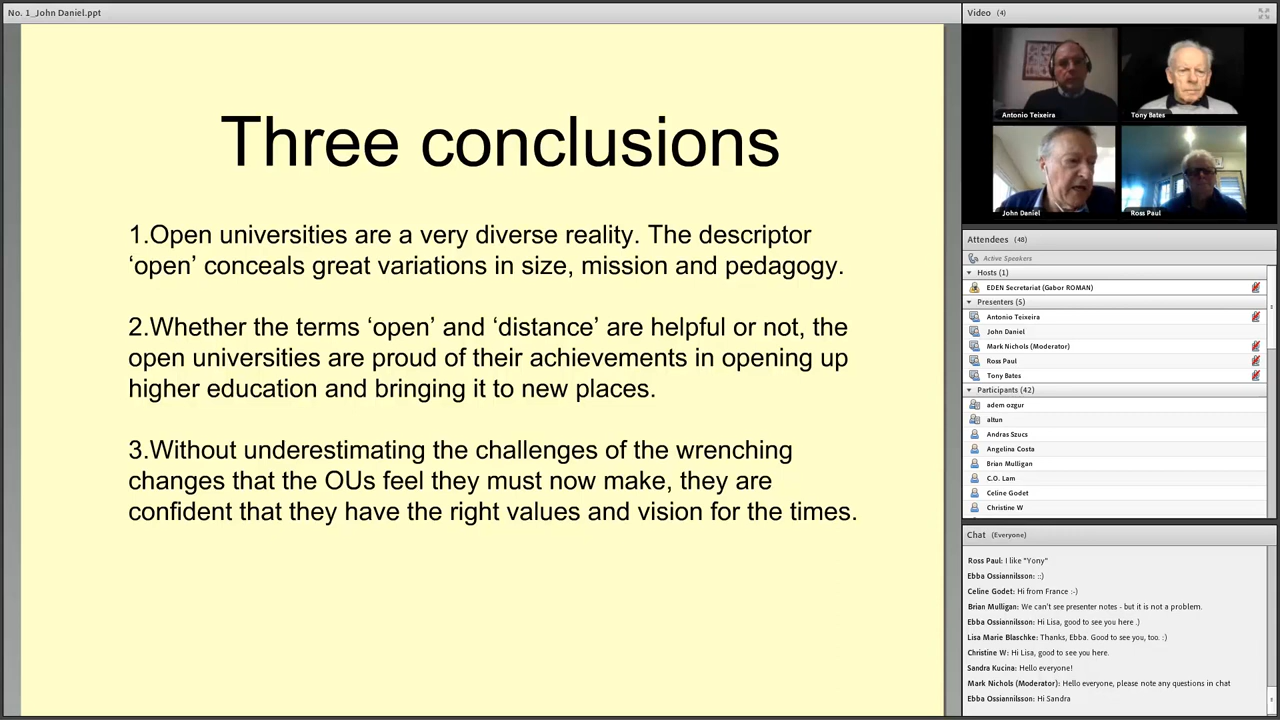 No. 1_John Daniel.ppt
Three conclusions
1.Open universities are a very diverse reality. The descriptor
‘open’ conceals great variations in size, mission and pedagogy.
2.Whether the terms ‘open’ and ‘distance’ are helpful or not, the
open universities are proud of their achievements in opening up
higher education and bringing it to new places.
3.Without underestimating the challenges of the wrenching
changes that the OUs feel they must now make, they are
confident that they have the right values and vision for the times.
Video (4)
Antonio Teixeira
Tony Bates
John Daniel
Ross Paul
Attendees (48)
Active Speakers
Hosts (1)
EDEN Secretariat (Gabor ROMAN)
Presenters (5)
Antonio Teixeira
John Daniel
Mark Nichols (Moderator)
Ross Paul
Tony Bates
Participants (42)
adem ozgur
altun
Andras Szucs
Angelina Costa
Brian Mulligan
C.O. Lam
Celine Godet
Christine W
Chat (Everyone)
Ross Paul: I like "Yony"
Ebba Ossiannilsson: ::)
Celine Godet: Hi from France :-)
Brian Mulligan: We can't see presenter notes - but it is not a problem.
Ebba Ossiannilsson: Hi Lisa, good to see you here .)
Lisa Marie Blaschke: Thanks, Ebba. Good to see you, too. :)
Christine W: Hi Lisa, good to see you here.
Sandra Kucina: Hello everyone!
Mark Nichols (Moderator): Hello everyone, please note any questions in chat
Ebba Ossiannilsson: Hi Sandra